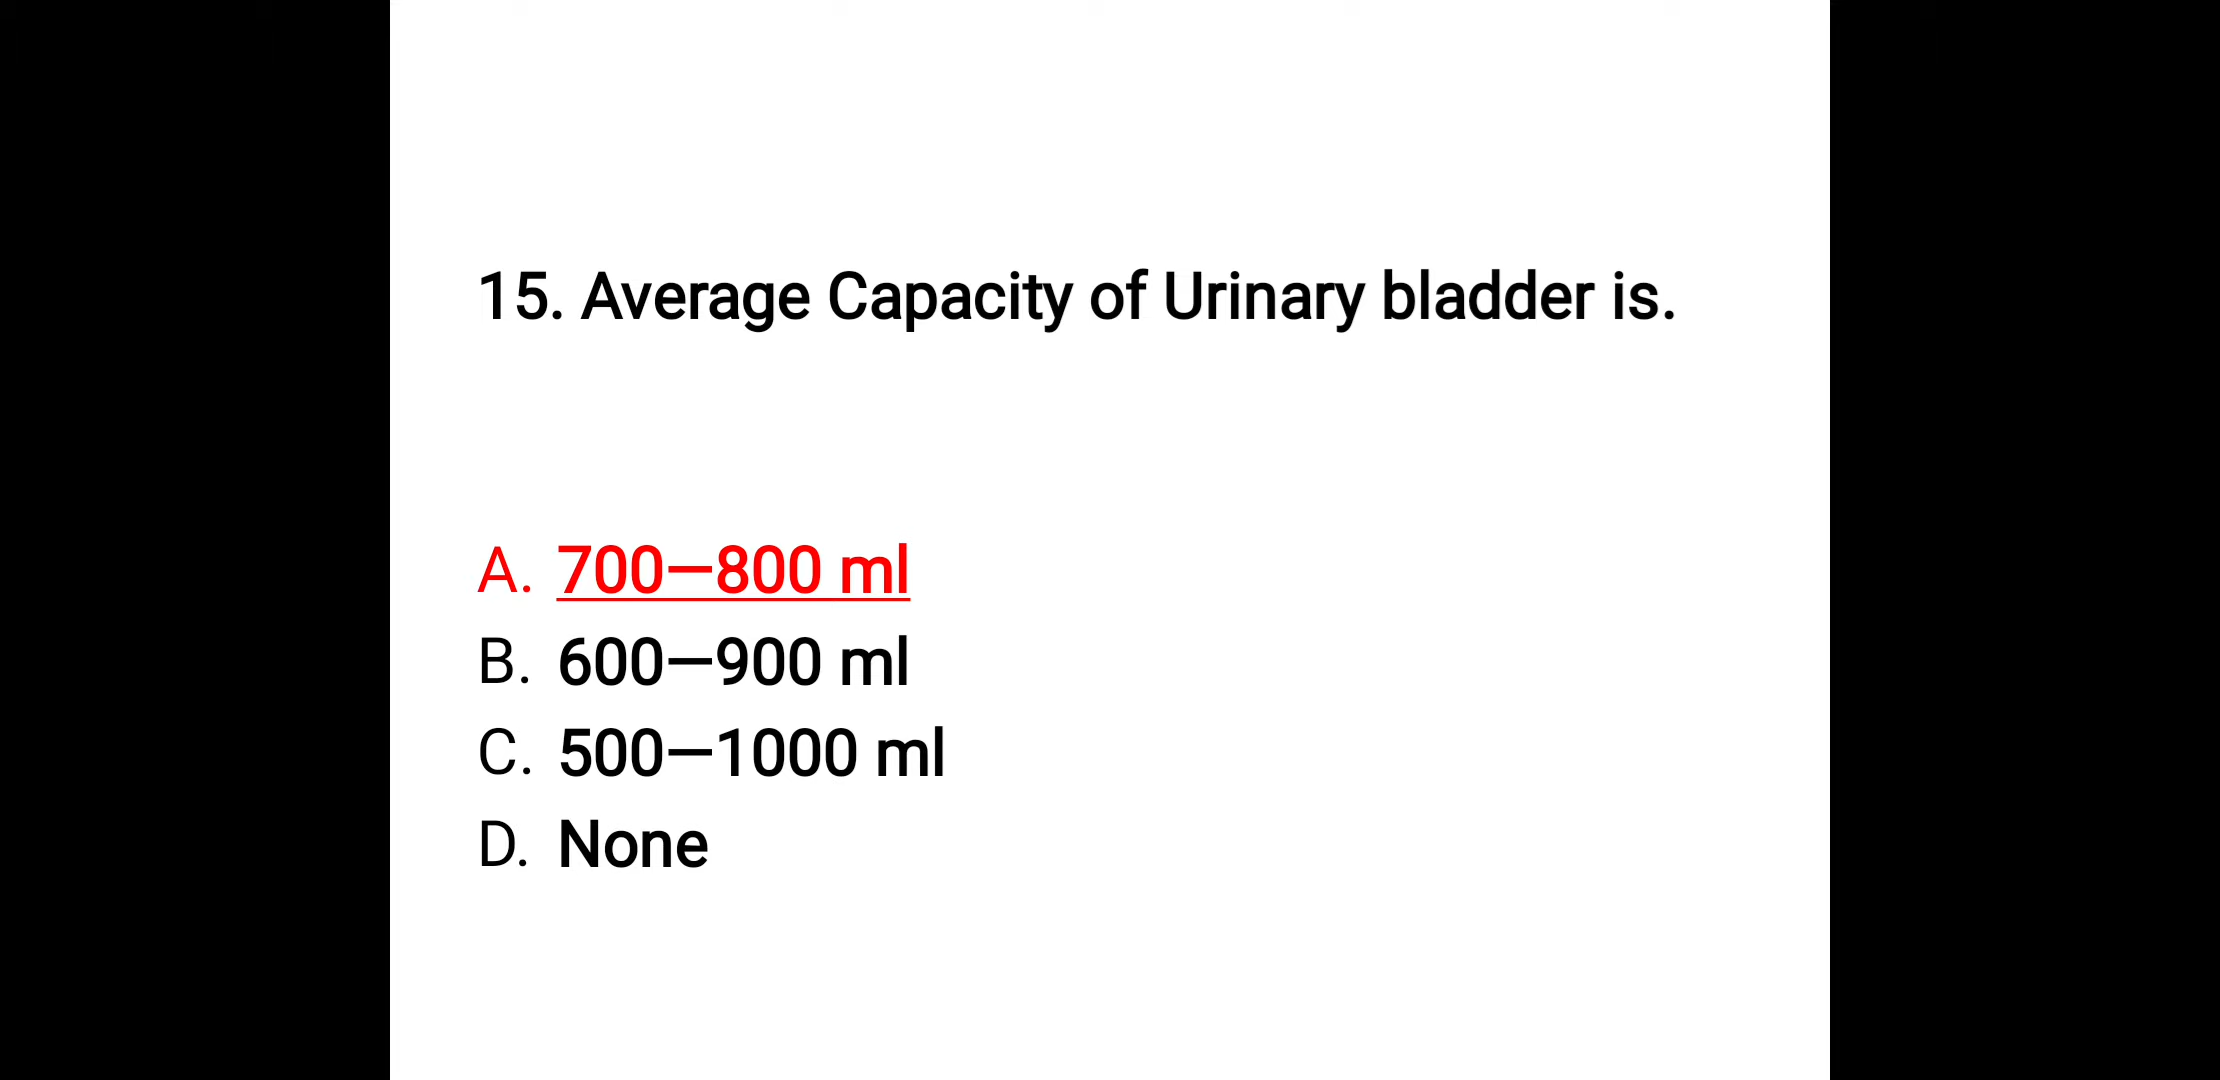 15. Average Capacity of Urinary bladder is.
A. 700—800 ml
B. 600—900 ml
C. 500—1000 ml
D. None